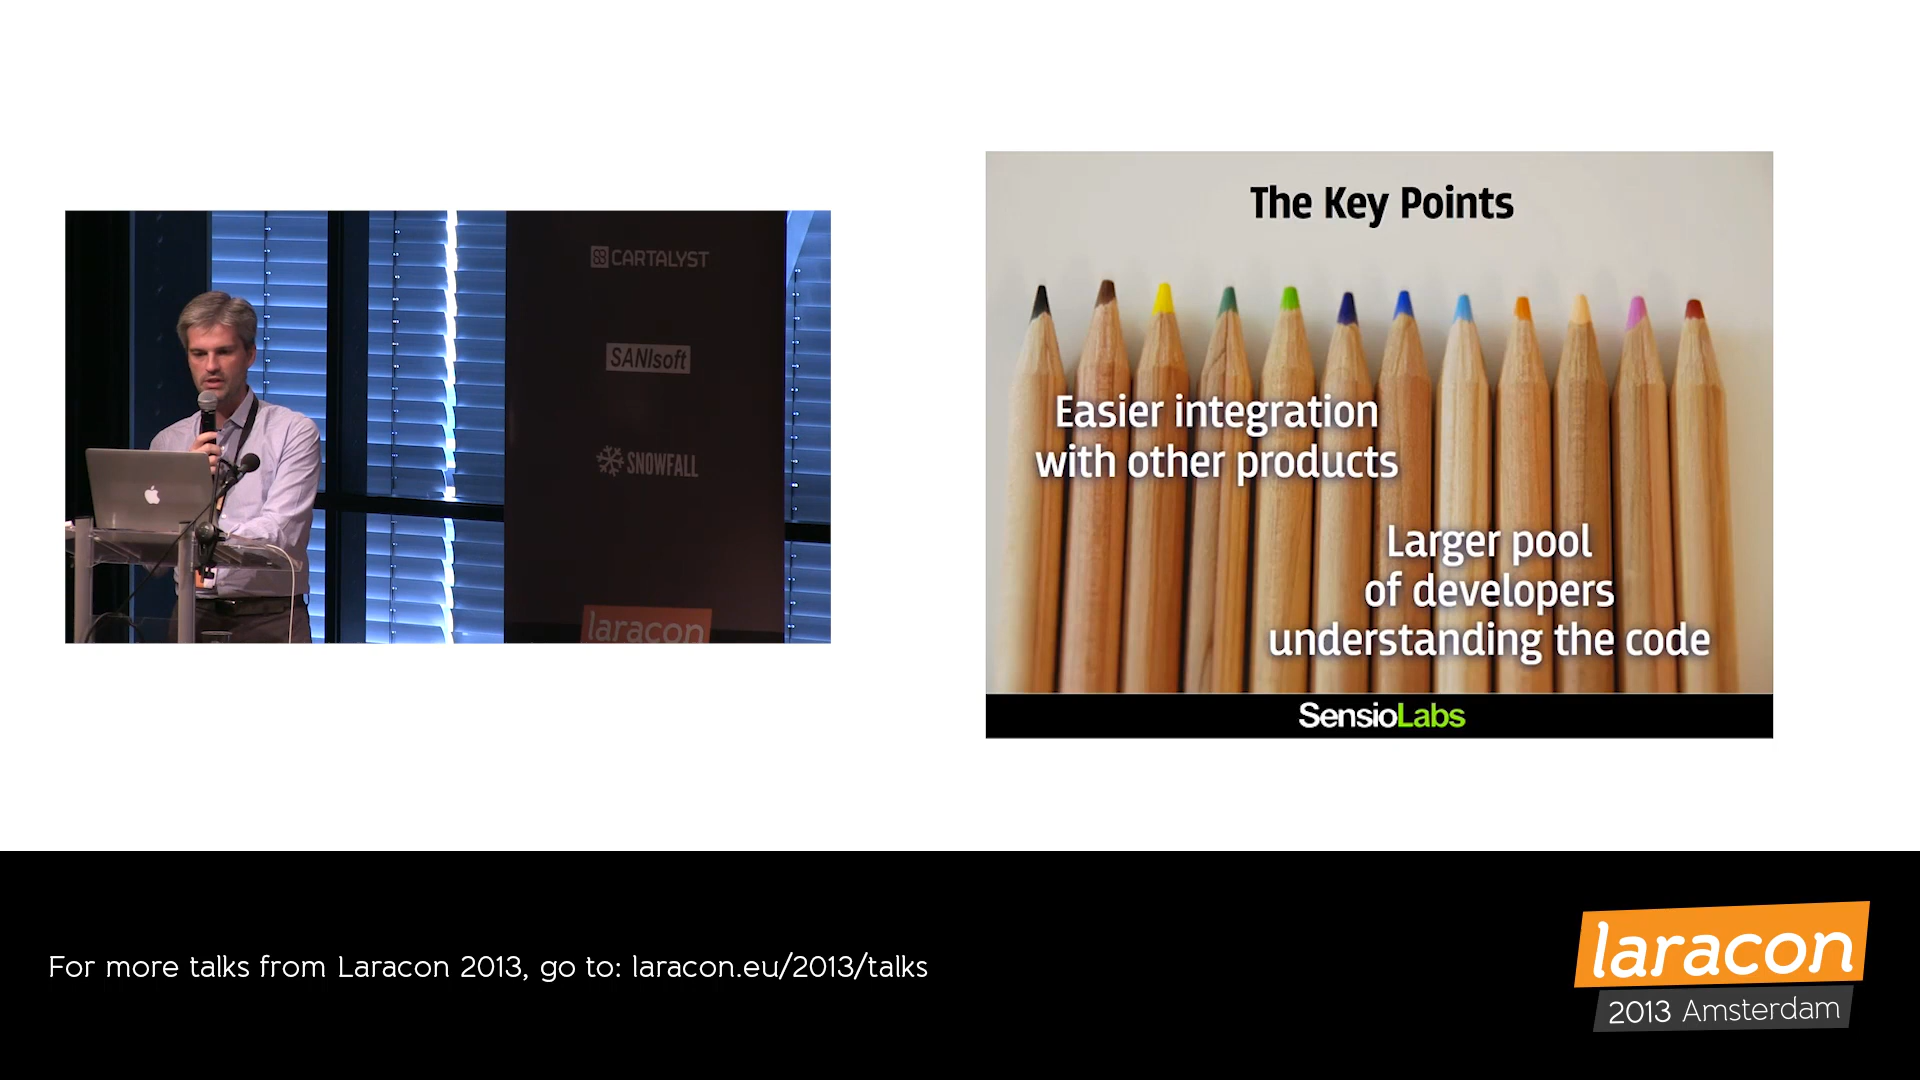 CARTALYST
SANIsoft
SNOWFALL
laracon
The Key Points
Easier integration
with other products
Larger pool
of developers
understanding the code
SensioLabs
For more talks from Laracon 2013, go to: laracon.eu/2013/talks
laracon
2013 Amsterdam